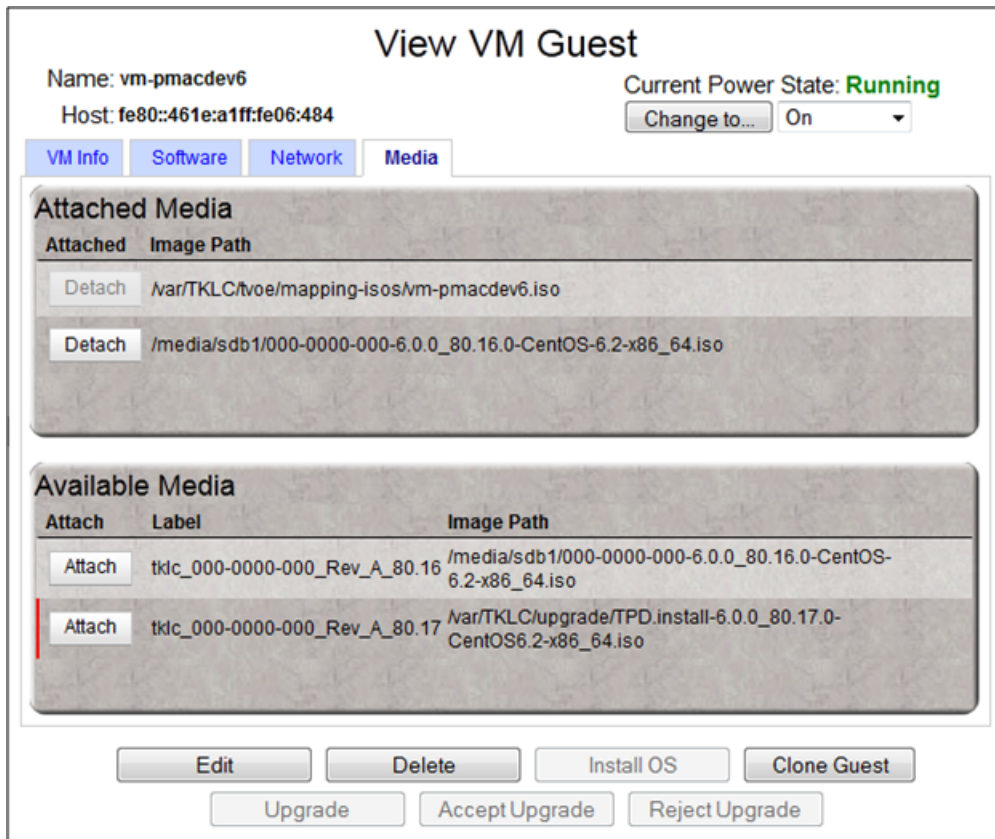 View VM Guest
Name: vm-pmacdev6
Current Power State: Running
Host: fe80::461e:a1ff:fe06:484
Change to... On
VM Info Software Network Media
Attached Media
Attached Image Path
Detach /var/TKLC/tvoe/mapping-isos/vm-pmacdev6.iso
Detach /media/sdb1/000-0000-000-6.0.0_80.16.0-CentOS-6.2-x86_64.iso
Available Media
Attach Label Image Path
Attach tklc_000-0000-000_Rev_A_80.16 /media/sdb1/000-0000-000-6.0.0_80.16.0-CentOS-
6.2-x86_64.iso
Attach tklc_000-0000-000_Rev_A_80.17 /var/TKLC/upgrade/TPD.install-6.0.0_80.17.0-
CentOS6.2-x86_64.iso
Edit Delete Install OS Clone Guest
Upgrade Accept Upgrade Reject Upgrade